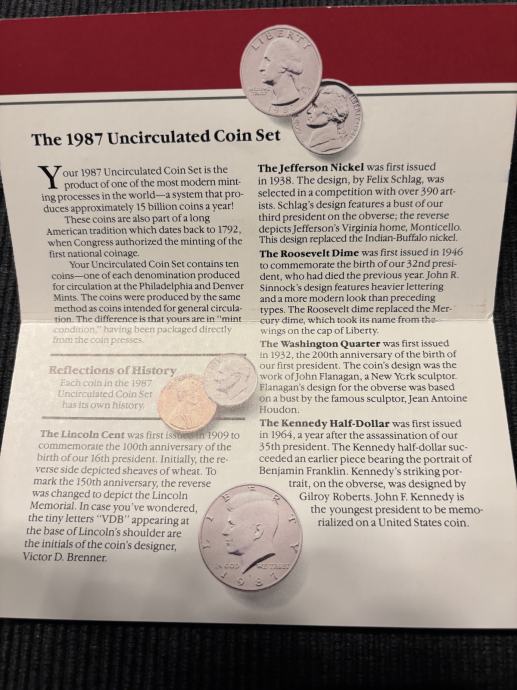 LIBERTY
The 1987 Uncirculated Coin Set
Your 1987 Uncirculated Coin Set is the
product of one of the most modern mint-
ing processes in the world—a system that pro-
duces approximately 15 billion coins a year!
These coins are also part of a long
American tradition which dates back to 1792,
when Congress authorized the minting of the
first national coinage.
Your Uncirculated Coin Set contains ten
coins—one of each denomination produced
for circulation at the Philadelphia and Denver
Mints. The coins were produced by the same
method as coins intended for general circula-
tion. The difference is that yours are in "mint
condition," having been packaged directly
from the coin presses.
Reflections of History
Each coin in the 1987
Uncirculated Coin Set
has its own history.
The Lincoln Cent was first issued in 1909 to
commemorate the 100th anniversary of the
birth of our 16th president. Initially, the re-
verse side depicted sheaves of wheat. To
mark the 150th anniversary, the reverse
was changed to depict the Lincoln
Memorial. In case you've wondered,
the tiny letters "VDB" appearing at
the base of Lincoln's shoulder are
the initials of the coin's designer,
Victor D. Brenner.
The Jefferson Nickel was first issued
in 1938. The design, by Felix Schlag, was
selected in a competition with over 390 art-
ists. Schlag's design features a bust of our
third president on the obverse; the reverse
depicts Jefferson's Virginia home, Monticello.
This design replaced the Indian-Buffalo nickel.
The Roosevelt Dime was first issued in 1946
to commemorate the birth of our 32nd presi-
dent, who had died the previous year. John R.
Sinnock's design features heavier lettering
and a more modern look than preceding
types. The Roosevelt dime replaced the Mer-
cury dime, which took its name from the
wings on the cap of Liberty.
The Washington Quarter was first issued
in 1932, the 200th anniversary of the birth of
our first president. The coin's design was the
work of John Flanagan, a New York sculptor.
Flanagan's design for the obverse was based
on a bust by the famous sculptor, Jean Antoine
Houdon.
The Kennedy Half-Dollar was first issued
in 1964, a year after the assassination of our
35th president. The Kennedy half-dollar suc-
ceeded an earlier piece bearing the portrait of
Benjamin Franklin. Kennedy's striking por-
trait, on the obverse, was designed by
Gilroy Roberts. John F. Kennedy is
the youngest president to be memo-
rialized on a United States coin.
LIBERTY
IN GOD WE TRUST
1987